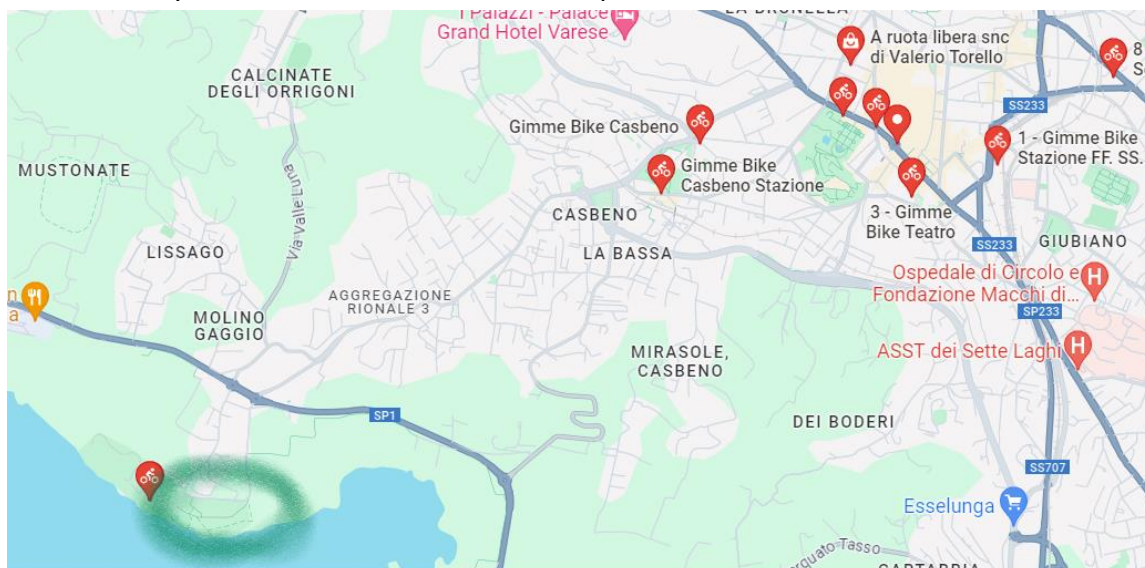 I Palazzi - Palace
Grand Hotel Varese
LA BRUNELLA
A ruota libera snc
di Valerio Torello
8
CALCINATE
DEGLI ORRIGONI
SS233
Gimme Bike Casbeno
1 - Gimme Bike
Stazione FF. SS.
MUSTONATE
Gimme Bike
Casbeno Stazione
Via Valle Luna
CASBENO
3 - Gimme
Bike Teatro
LISSAGO
LA BASSA
SS233
GIUBIANO
Ospedale di Circolo e
Fondazione Macchi di...
AGGREGAZIONE
RIONALE 3
SP233
MOLINO
GAGGIO
MIRASOLE,
CASBENO
ASST dei Sette Laghi
SP1
DEI BODERI
SS707
Esselunga
Tasso
CARTABBIA